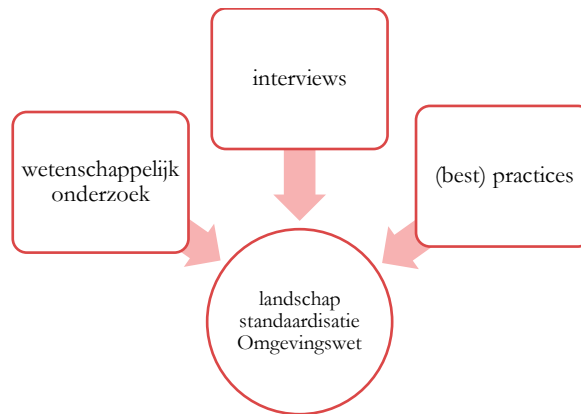 interviews
wetenschappelijk
onderzoek
(best) practices
landschap
standaardisatie
Omgevingswet